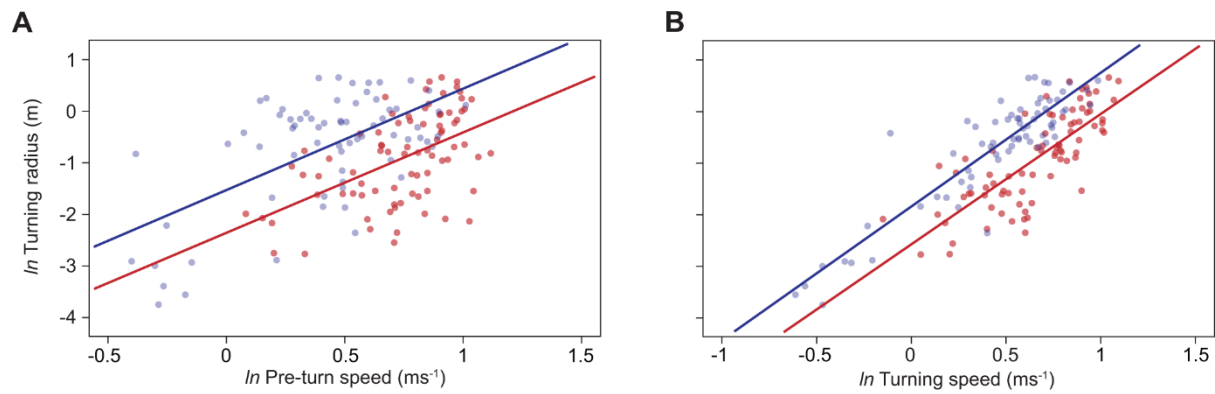 A
B
1
0
-1
-2
-3
-4
ln Turning radius (m)
-0.5 0 0.5 1 1.5
ln Pre-turn speed (ms⁻¹)
-1 -0.5 0 0.5 1 1.5
ln Turning speed (ms⁻¹)